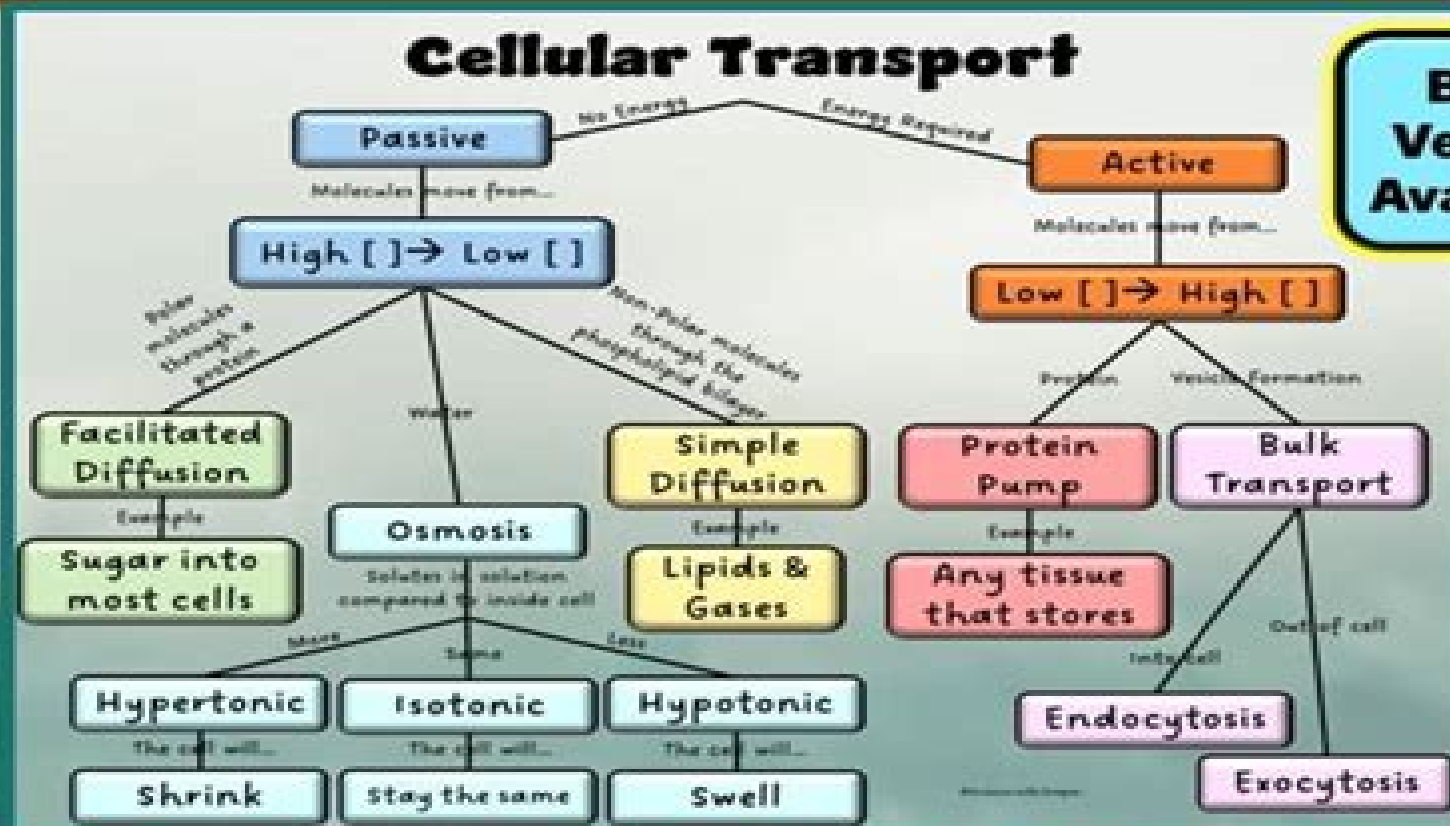 Cellular Transport
No Energy
Energy Required
Passive
Active
Molecules move from...
Molecules move from...
High [ ]→ Low [ ]
Low [ ]→ High [ ]
Polar
molecules
through a
protein
Water
Non-Polar molecules
through the
phospholipid bilayer
Protein
Vesicle Formation
Facilitated
Diffusion
Simple
Diffusion
Protein
Pump
Bulk
Transport
Example
Osmosis
Example
Example
Sugar into
most cells
Solutes in solution
compared to inside cell
Lipids &
Gases
Any tissue
that stores
More
Same
Less
Into cell
Out of cell
Hypertonic
Isotonic
Hypotonic
Endocytosis
The cell will...
The cell will...
The cell will...
Shrink
Stay the same
Swell
Exocytosis